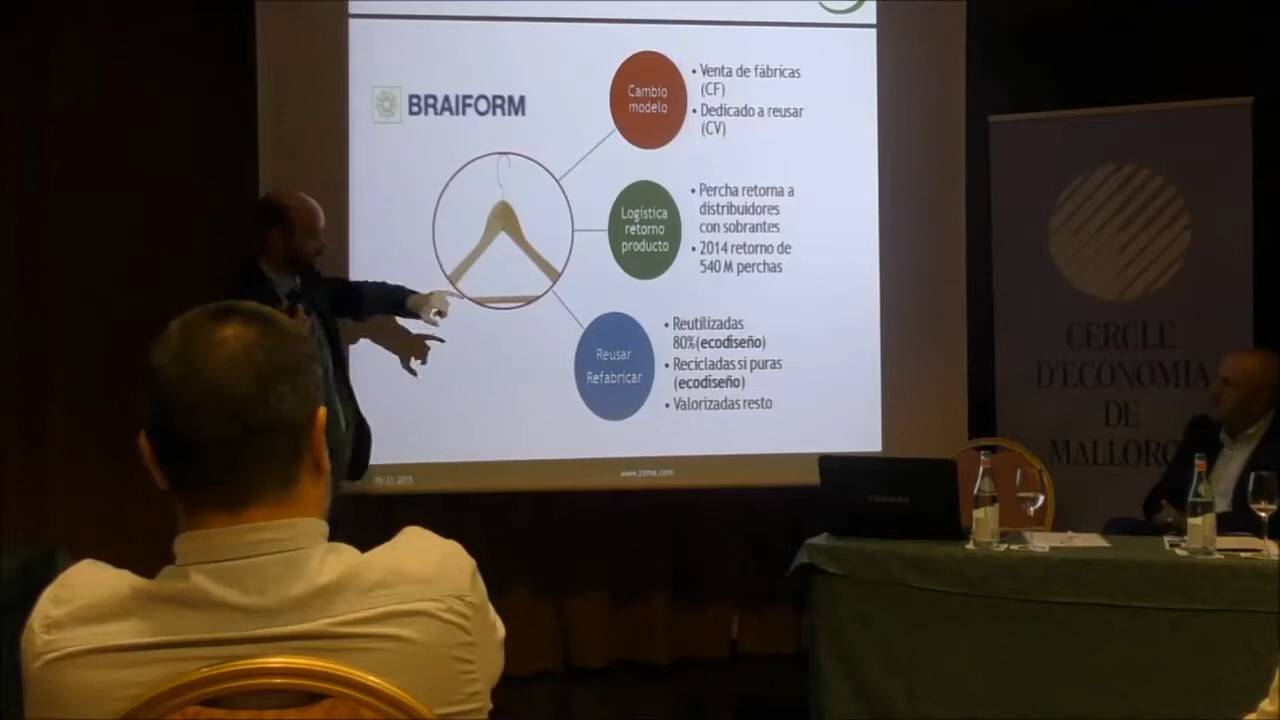 BRAIFORM
Cambio
modelo
• Venta de fábricas
(CF)
• Dedicado a reusar
(CV)
Logística
retorno
producto
• Percha retorna a
distribuidores
con sobrantes
• 2014 retorno de
540 M perchas
Reusar
Refabricar
• Reutilizadas
80%(ecodiseño)
• Recicladas si puras
(ecodiseño)
• Valorizadas resto
TOSHIBA
CERCLE
D'ECONOMIA
DE
MALLORC